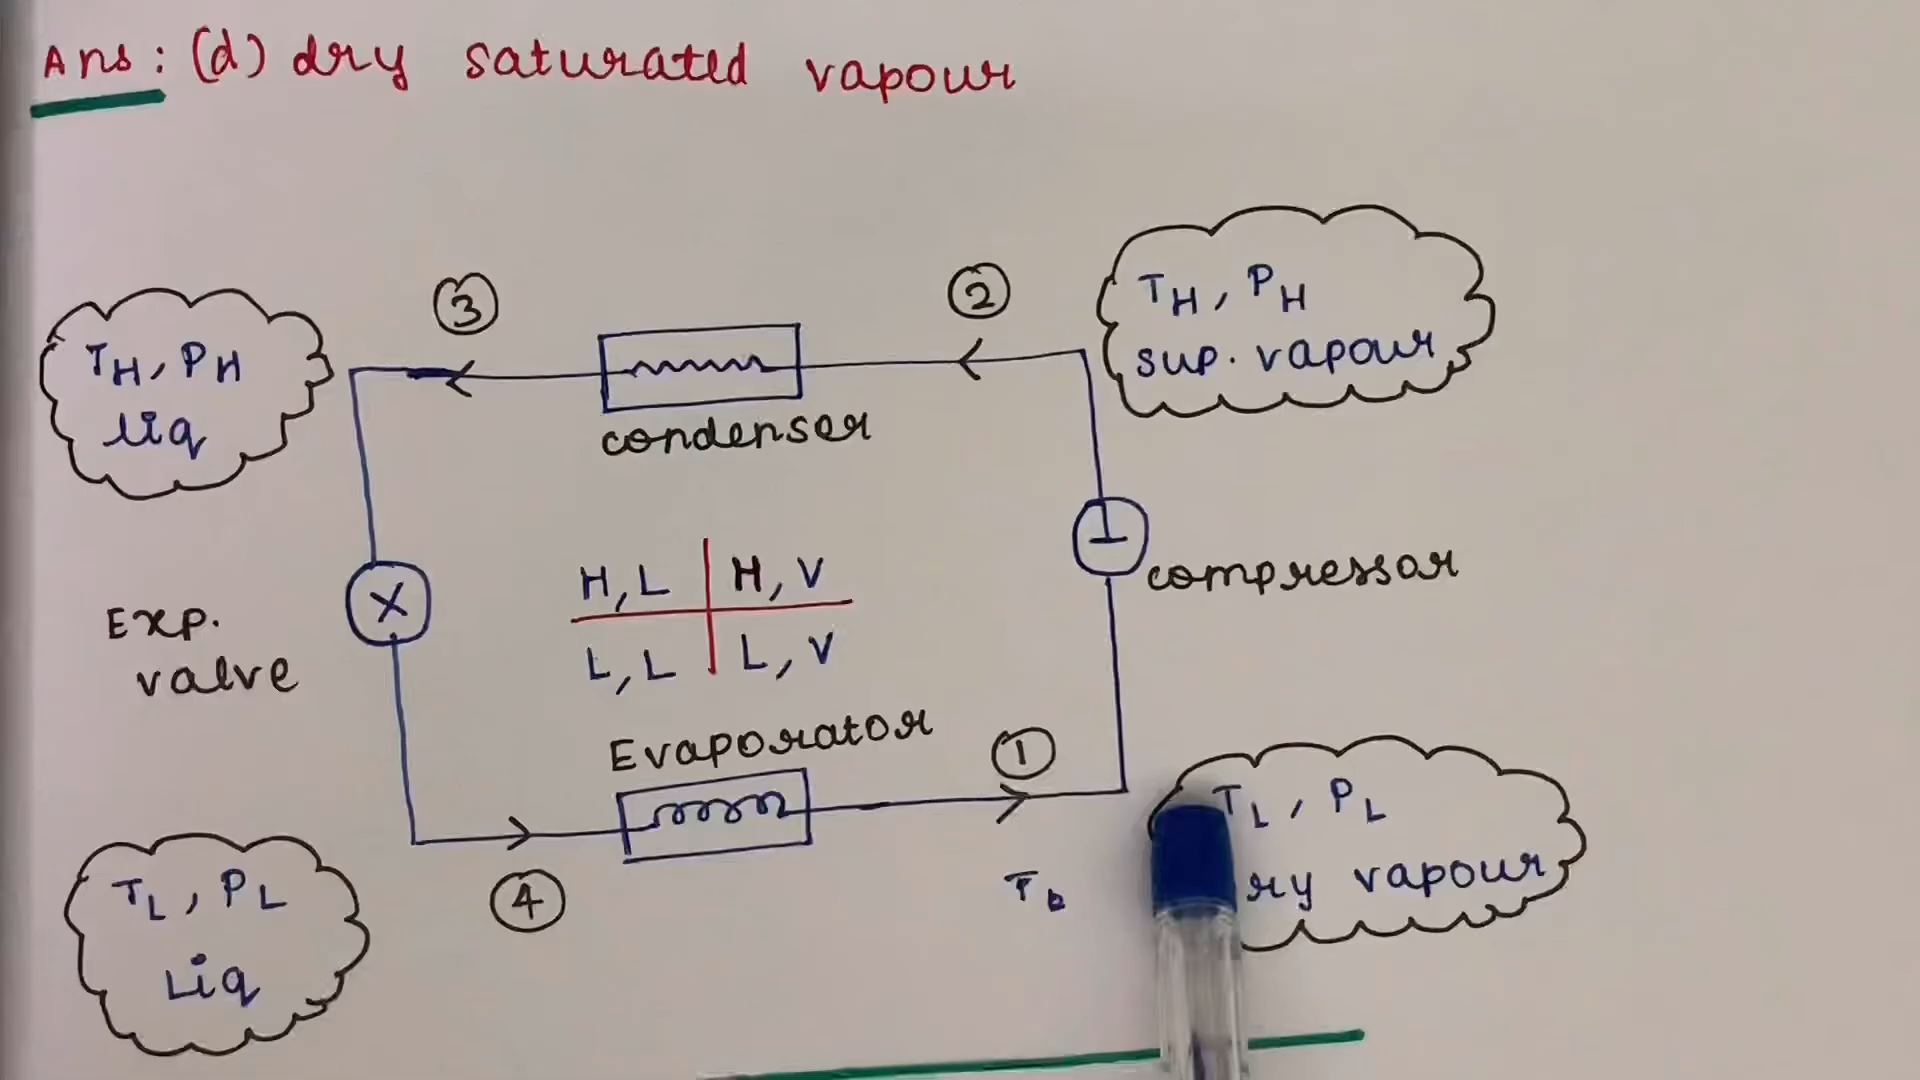 Ans: (d) dry saturated vapour
③
②
TH, PH
sup. vapour
TH, PH
liq
condenser
compressor
H, L | H, V
L, L | L, V
Exp.
valve
Evaporator
①
TL, PL
ry vapour
TL, PL
Liq
④